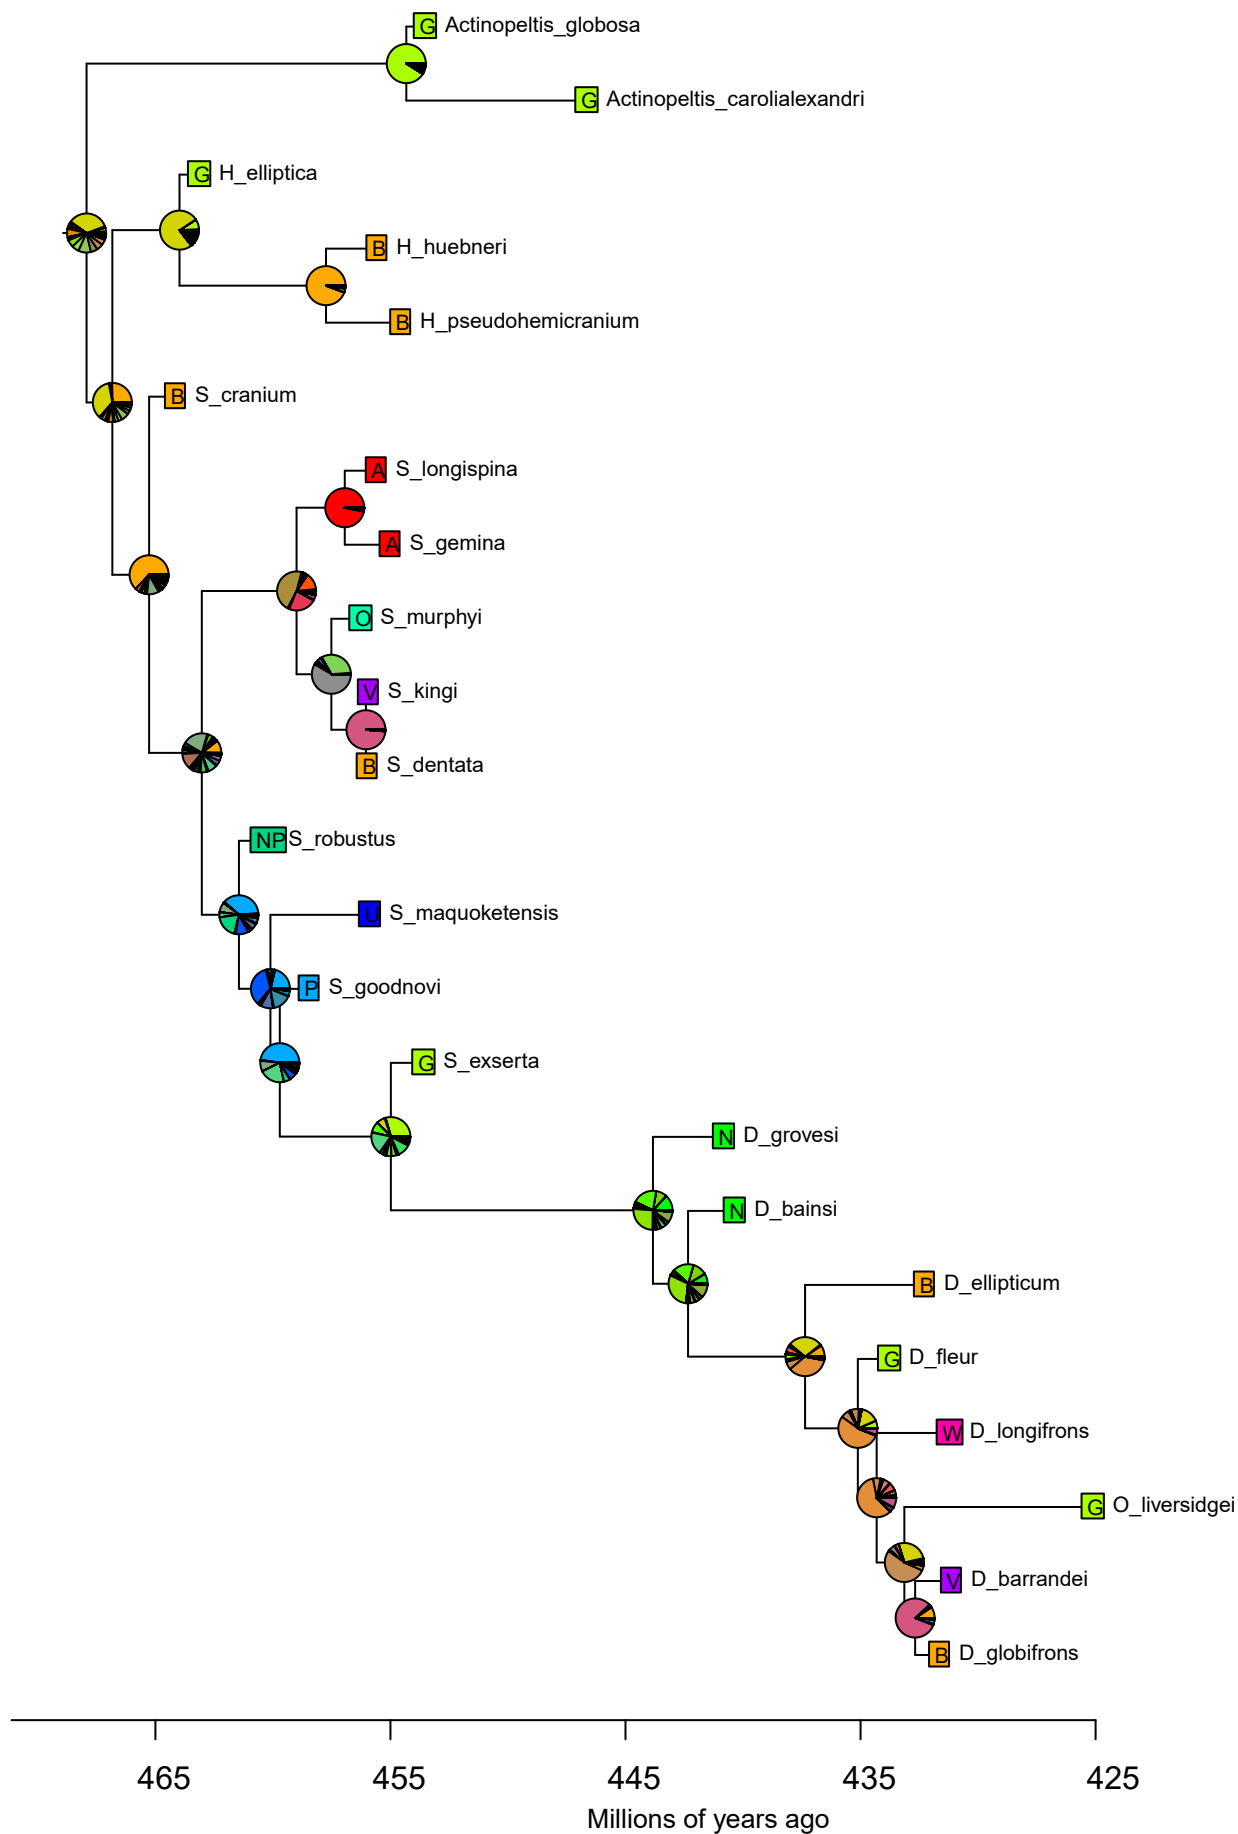 G Actinopeltis_globosa
G Actinopeltis_carolialexandri
G H_elliptica
B H_huebneri
B H_pseudohemicranium
B S_cranium
A S_longispina
A S_gemina
O S_murphyi
V S_kingi
B S_dentata
NP S_robustus
U S_maquoketensis
P S_goodnovi
G S_exserta
N D_grovesi
N D_bainsi
B D_ellipticum
G D_fleur
W D_longifrons
G O_liversidgei
V D_barrandei
B D_globifrons
465 455 445 435 425
Millions of years ago